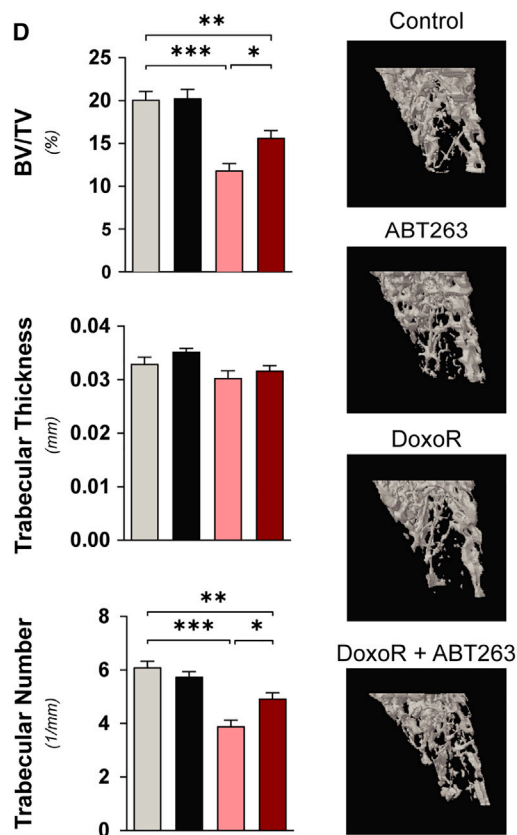 D
**
***
*
BV/TV
(%)
25
20
15
10
5
0
Trabecular Thickness
(mm)
0.04
0.03
0.02
0.01
0.00
**
***
*
Trabecular Number
(1/mm)
8
6
4
2
0
Control
ABT263
DoxoR
DoxoR + ABT263